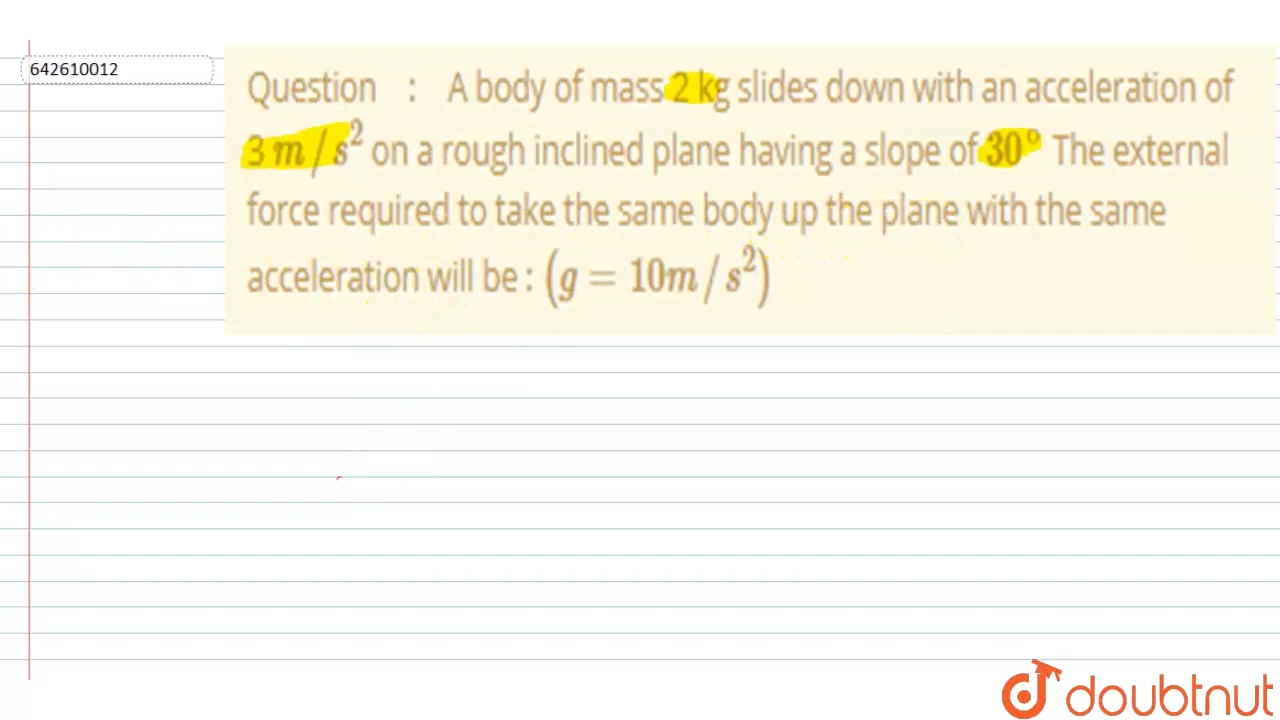 642610012
Question : A body of mass 2 kg slides down with an acceleration of
3 m/s² on a rough inclined plane having a slope of 30° The external
force required to take the same body up the plane with the same
acceleration will be : (g = 10m/s²)
doubtnut